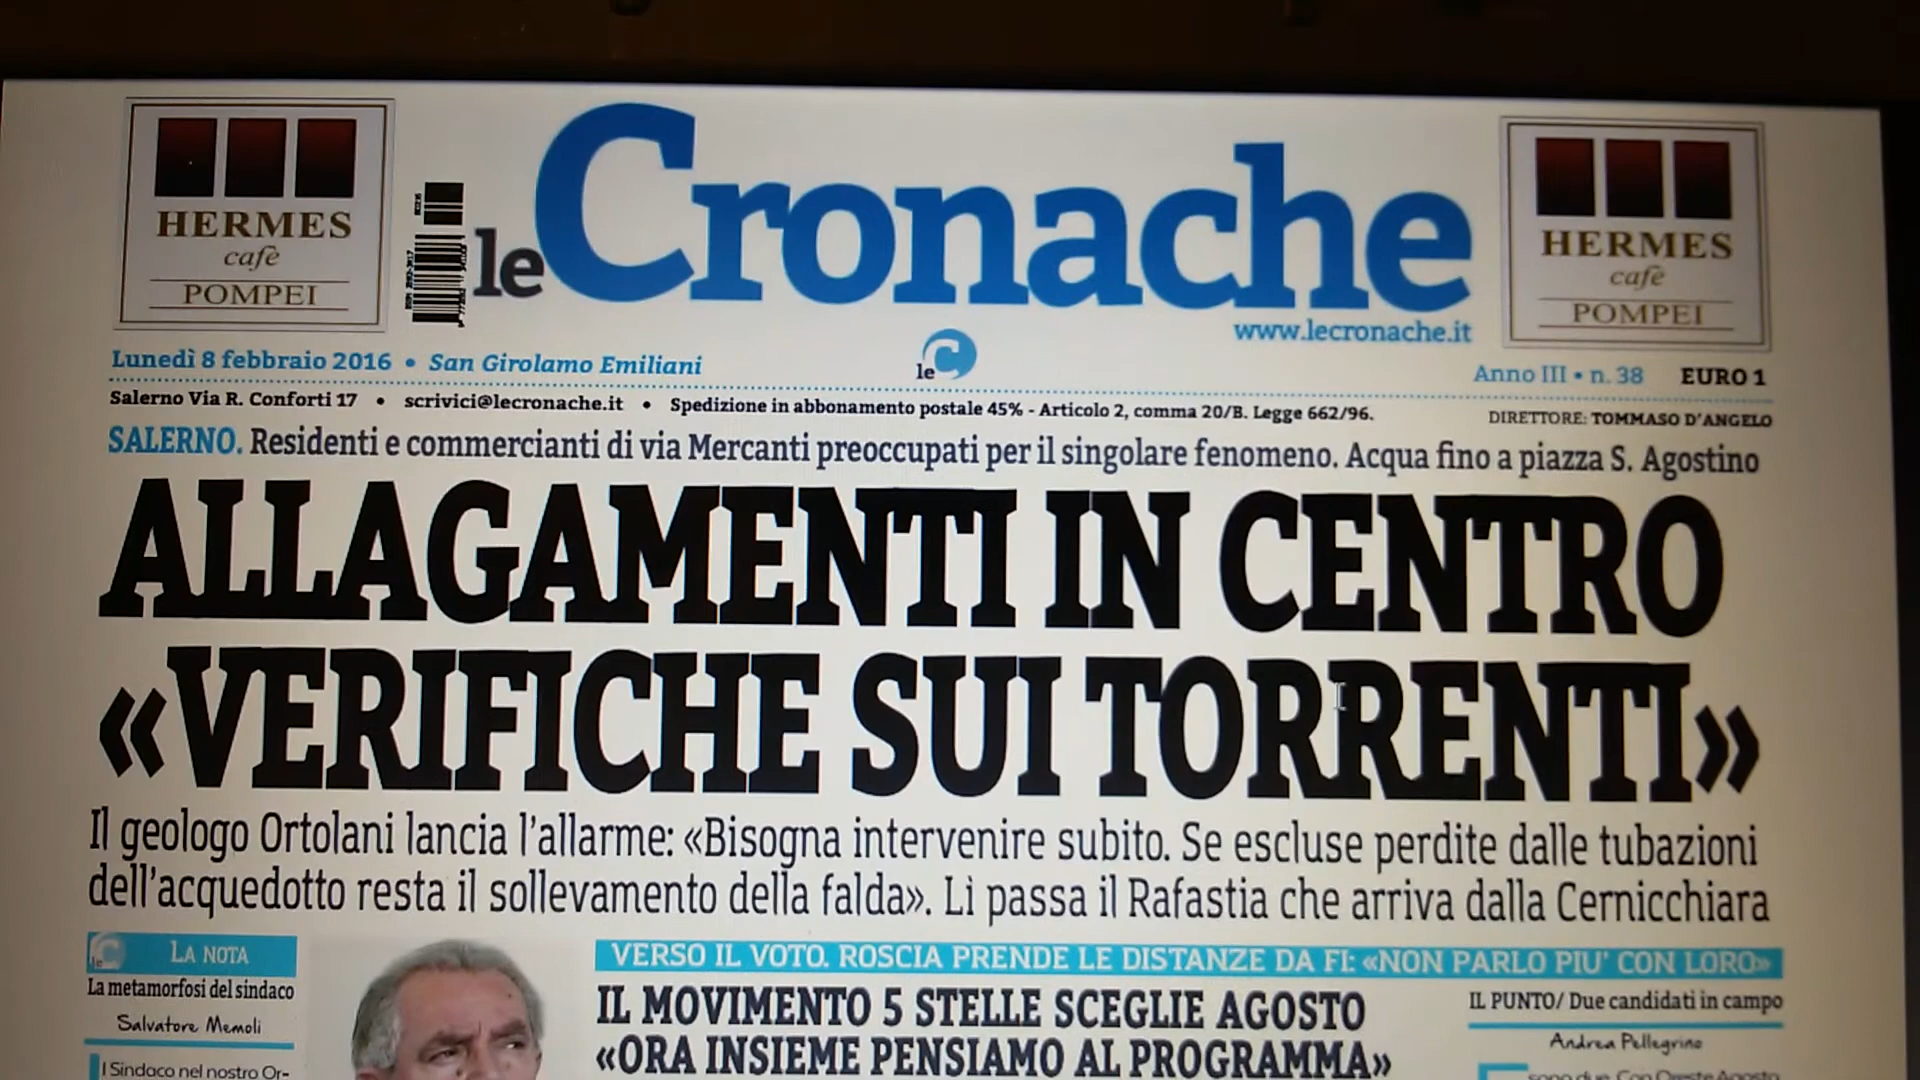 HERMES
cafè
POMPEI
le Cronache
www.lecronache.it
HERMES
cafè
POMPEI
Lunedì 8 febbraio 2016 • San Girolamo Emiliani
le C
Anno III • n. 38 EURO 1
Salerno Via R. Conforti 17 • scrivici@lecronache.it • Spedizione in abbonamento postale 45% - Articolo 2, comma 20/B. Legge 662/96.
DIRETTORE: TOMMASO D'ANGELO
SALERNO. Residenti e commercianti di via Mercanti preoccupati per il singolare fenomeno. Acqua fino a piazza S. Agostino
ALLAGAMENTI IN CENTRO
«VERIFICHE SUI TORRENTI»
Il geologo Ortolani lancia l'allarme: «Bisogna intervenire subito. Se escluse perdite dalle tubazioni
dell'acquedotto resta il sollevamento della falda». Lì passa il Rafastia che arriva dalla Cernicchiara
le C LA NOTA
La metamorfosi del sindaco
Salvatore Memoli
I Sindaco nel nostro Or-
VERSO IL VOTO. ROSCIA PRENDE LE DISTANZE DA FI: «NON PARLO PIU' CON LORO»
IL MOVIMENTO 5 STELLE SCEGLIE AGOSTO
«ORA INSIEME PENSIAMO AL PROGRAMMA»
IL PUNTO/ Due candidati in campo
Andrea Pellegrino
sono due. Con Oreste Agosto